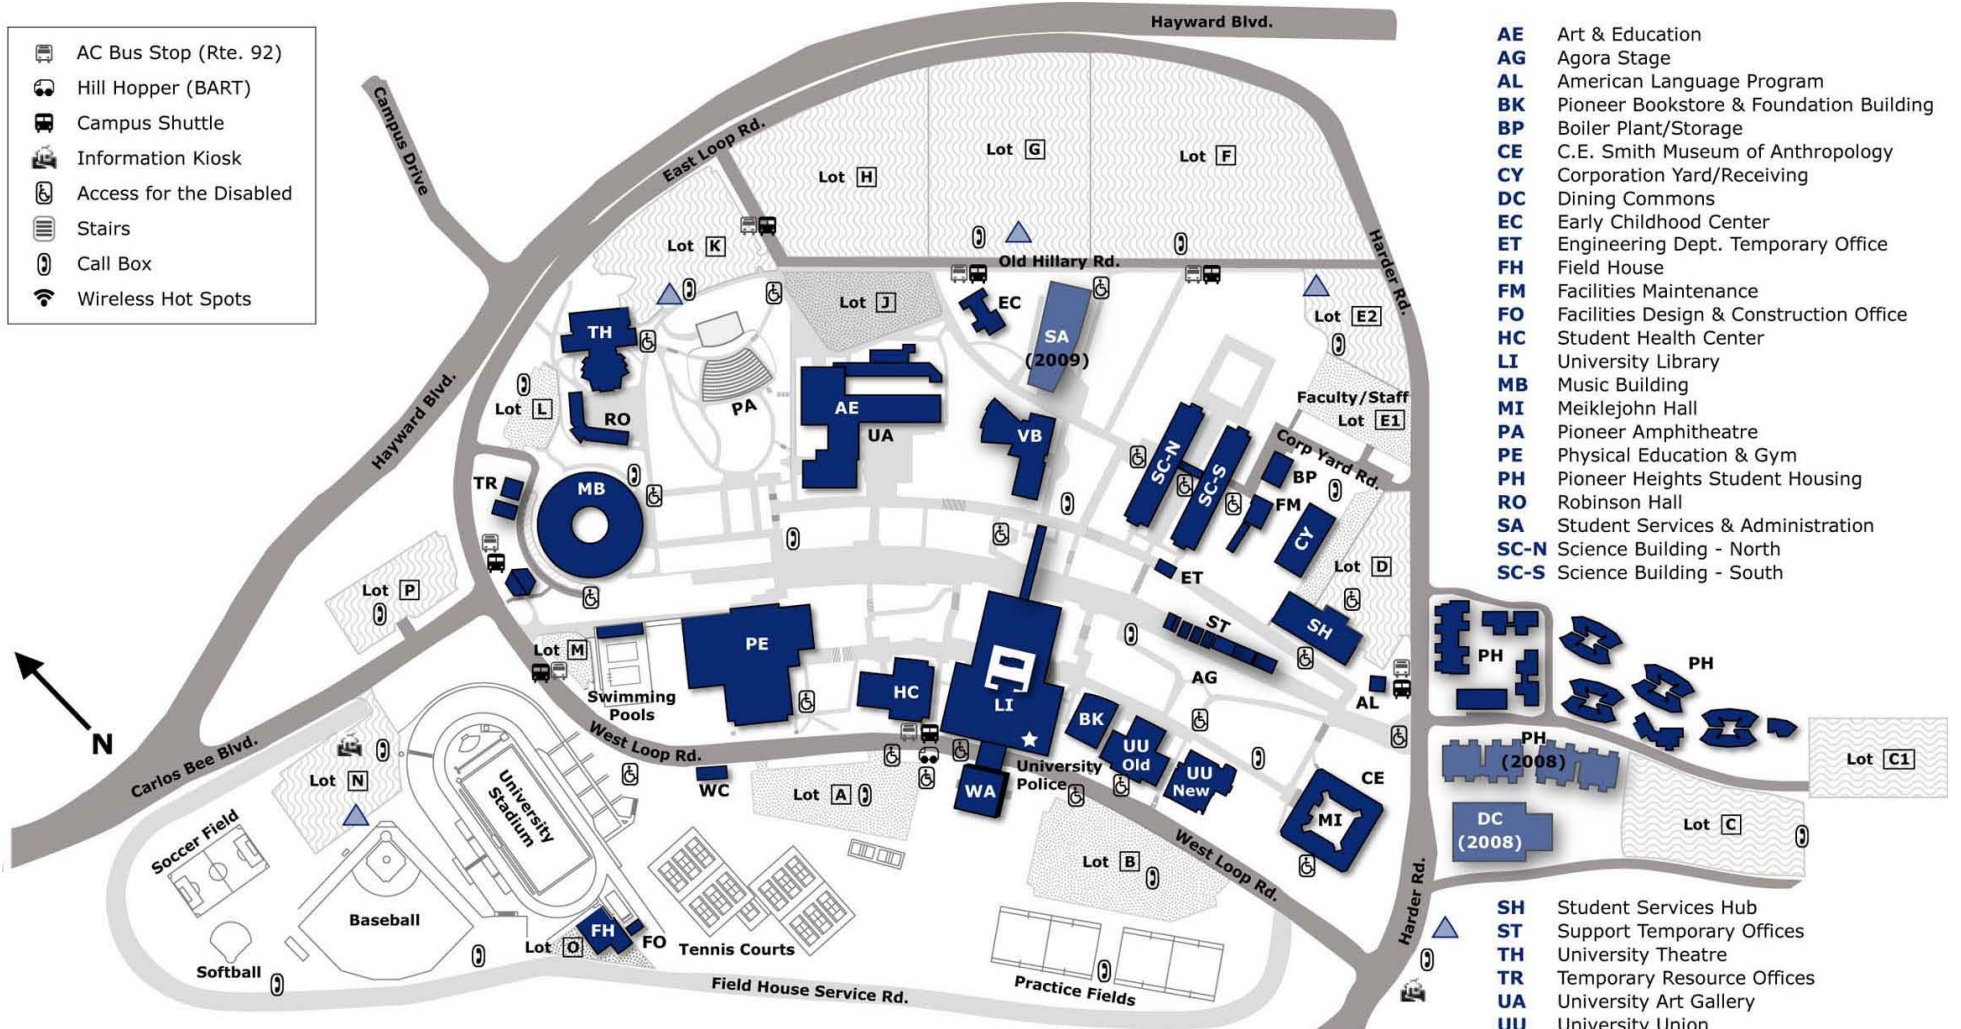 AC Bus Stop (Rte. 92)
Hill Hopper (BART)
Campus Shuttle
Information Kiosk
Access for the Disabled
Stairs
Call Box
Wireless Hot Spots
Hayward Blvd.
Campus Drive
East Loop Rd.
Lot H
Lot G
Lot F
Lot K
Old Hillary Rd.
Harder Rd.
Lot J
EC
SA
(2009)
Lot E2
TH
PA
Lot L
RO
AE
UA
VB
Faculty/Staff
Lot E1
Hayward Blvd.
Corp Yard Rd.
SC-N
SC-S
BP
FM
CY
TR
MB
Lot D
ET
Lot P
ST
SH
PH
PH
Lot M
PE
Swimming
Pools
HC
LI
AG
AL
BK
UU
Old
UU
New
University
Police
WA
West Loop Rd.
WC
Lot A
CE
MI
PH
(2008)
Lot C1
DC
(2008)
Lot C
N
Carlos Bee Blvd.
Lot N
University
Stadium
Soccer Field
Baseball
Softball
Lot O
FH
FO
Tennis Courts
Lot B
West Loop Rd.
Harder Rd.
Practice Fields
Field House Service Rd.
AE Art & Education
AG Agora Stage
AL American Language Program
BK Pioneer Bookstore & Foundation Building
BP Boiler Plant/Storage
CE C.E. Smith Museum of Anthropology
CY Corporation Yard/Receiving
DC Dining Commons
EC Early Childhood Center
ET Engineering Dept. Temporary Office
FH Field House
FM Facilities Maintenance
FO Facilities Design & Construction Office
HC Student Health Center
LI University Library
MB Music Building
MI Meiklejohn Hall
PA Pioneer Amphitheatre
PE Physical Education & Gym
PH Pioneer Heights Student Housing
RO Robinson Hall
SA Student Services & Administration
SC-N Science Building - North
SC-S Science Building - South
SH Student Services Hub
ST Support Temporary Offices
TH University Theatre
TR Temporary Resource Offices
UA University Art Gallery
UU University Union